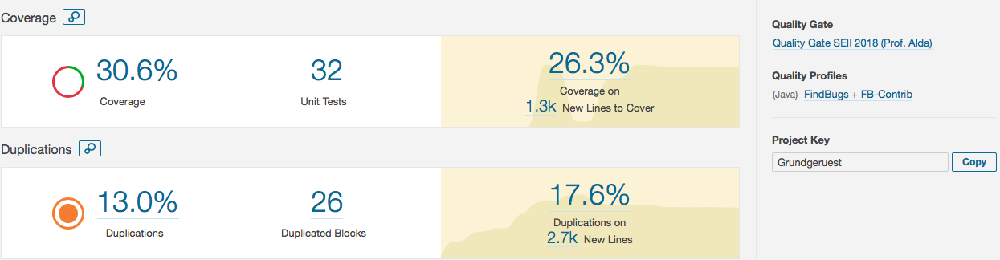 Coverage
30.6%
Coverage
32
Unit Tests
26.3%
Coverage on
1.3k New Lines to Cover
Duplications
13.0%
Duplications
26
Duplicated Blocks
17.6%
Duplications on
2.7k New Lines
Quality Gate
Quality Gate SEII 2018 (Prof. Alda)
Quality Profiles
(Java) FindBugs + FB-Contrib
Project Key
Grundgeruest Copy